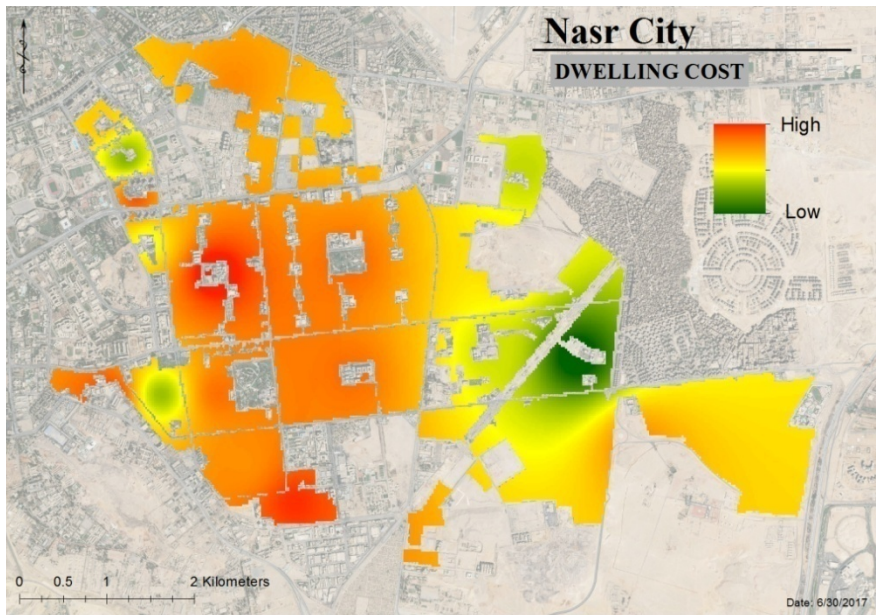 Nasr City
DWELLING COST
High
Low
0 0.5 1 2 Kilometers
Date: 6/30/2017